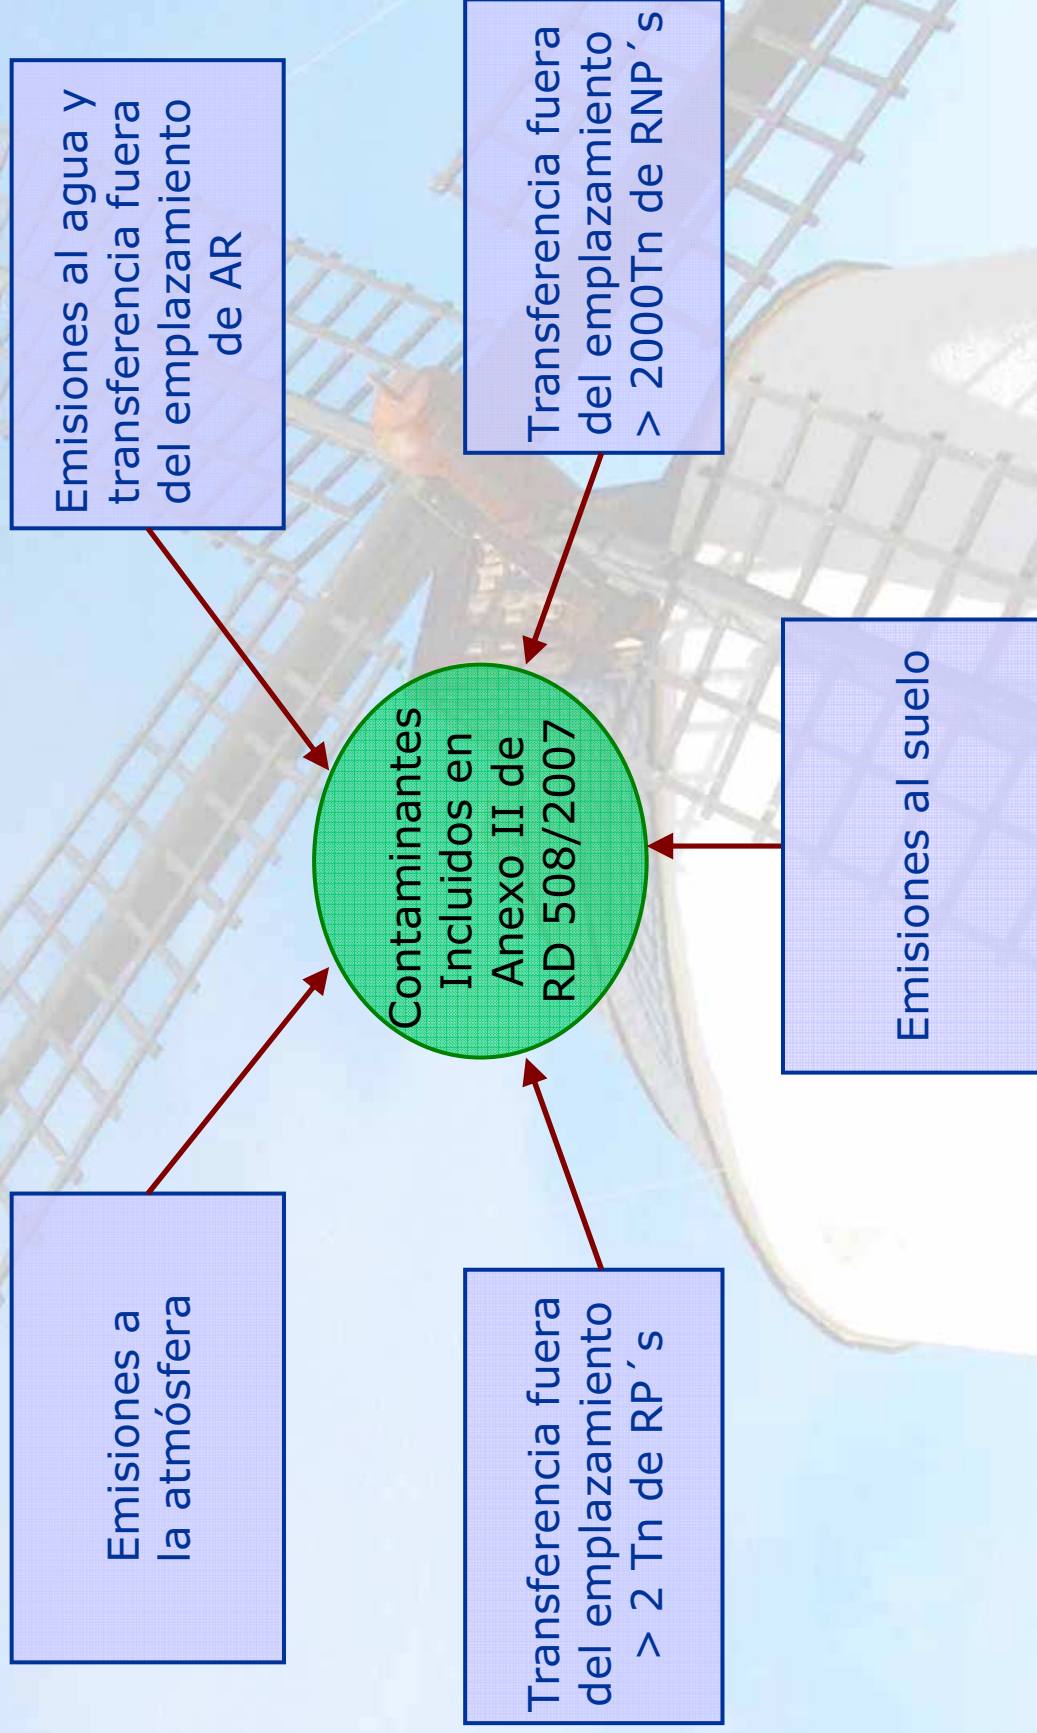 Emisiones a
la atmósfera
Emisiones al agua y
transferencia fuera
del emplazamiento
de AR
Contaminantes
Incluidos en
Anexo II de
RD 508/2007
Transferencia fuera
del emplazamiento
> 2 Tn de RP´s
Transferencia fuera
del emplazamiento
> 2000Tn de RNP´s
Emisiones al suelo